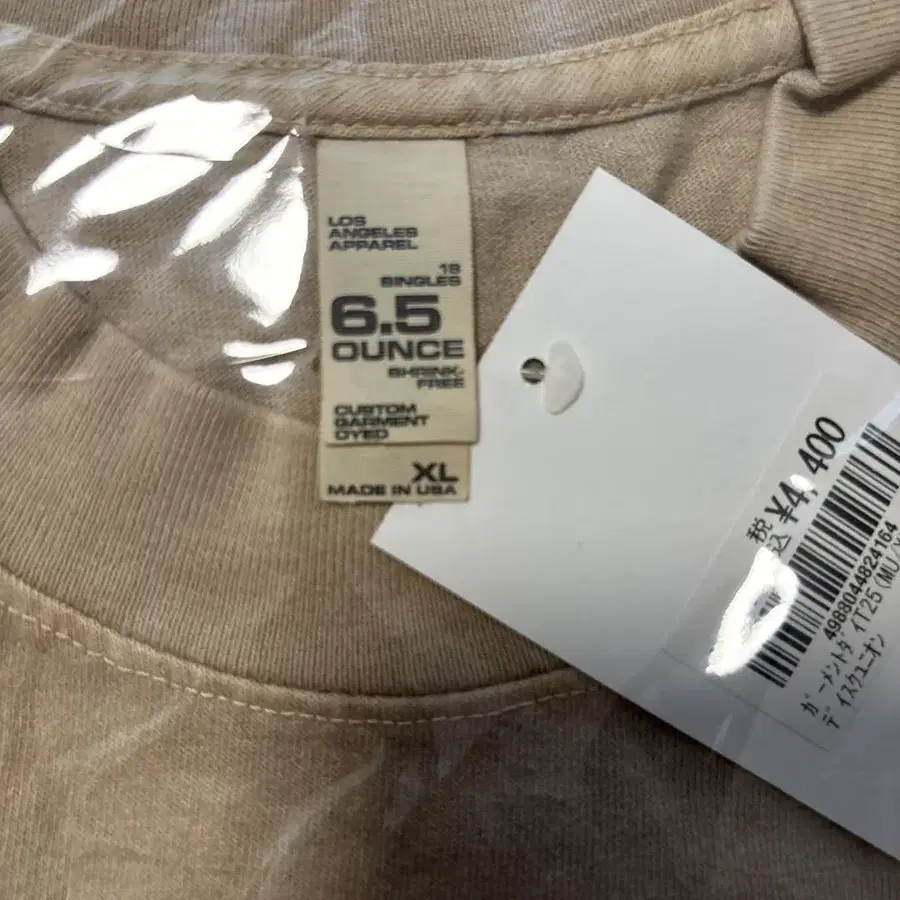 LOS
ANGELES
APPAREL
18
SINGLES
6.5
OUNCE
SHRINK-
FREE
CUSTOM
GARMENT
DYED
XL
MADE IN USA
税
込
¥4,400
4988044824164
ガーメントダイT25(MU/X
ディスクユニオン